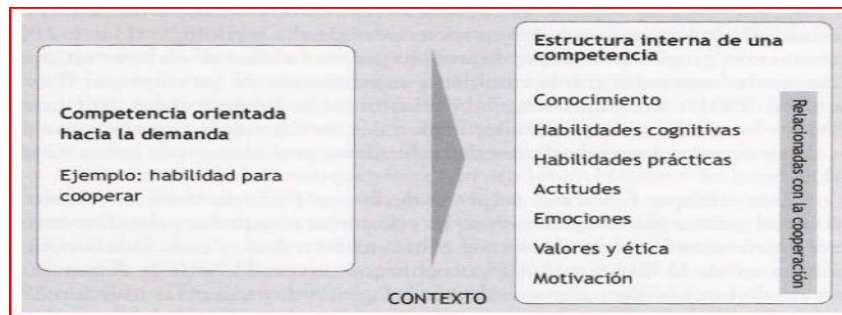 Competencia orientada
hacia la demanda
Ejemplo: habilidad para
cooperar
Estructura interna de una
competencia
Conocimiento
Habilidades cognitivas
Habilidades prácticas
Actitudes
Emociones
Valores y ética
Motivación
Relacionadas con la cooperación
CONTEXTO